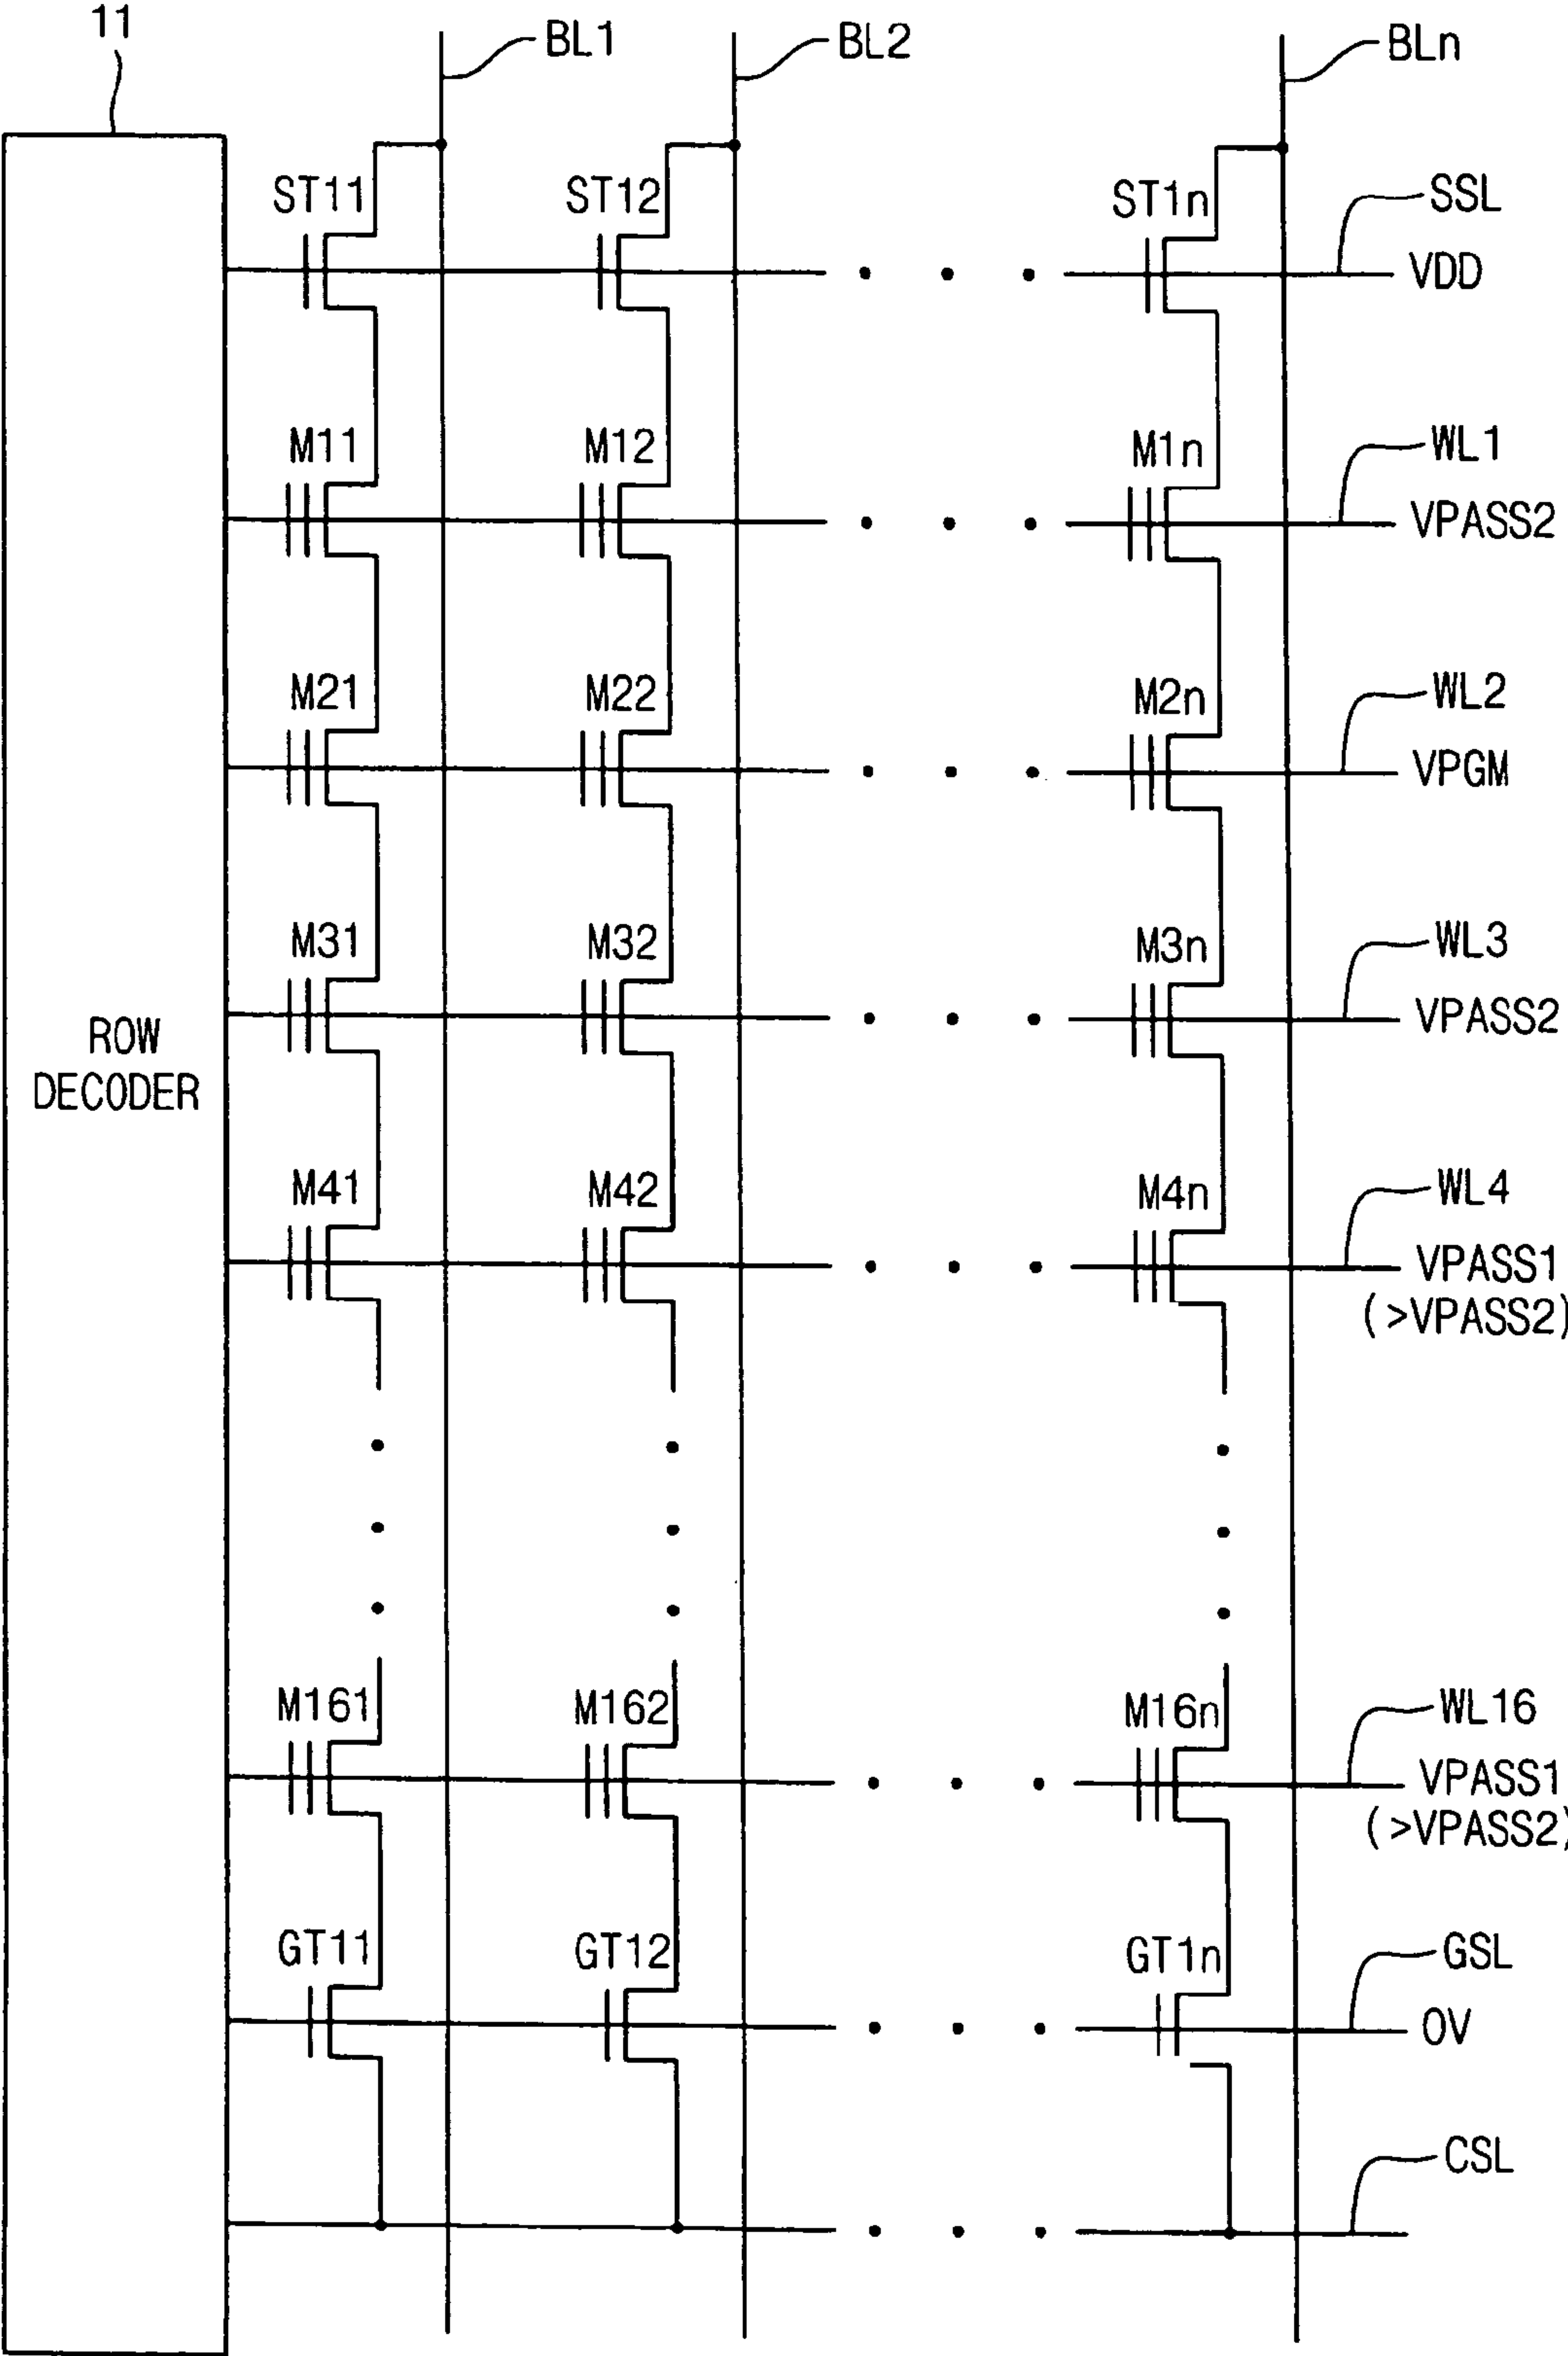 11
BL1
BL2
BLn
ST11
ST12
ST1n
SSL
VDD
M11
M12
M1n
WL1
VPASS2
M21
M22
M2n
WL2
VPGM
M31
M32
M3n
WL3
VPASS2
ROW
DECODER
M41
M42
M4n
WL4
VPASS1
(>VPASS2)
M161
M162
M16n
WL16
VPASS1
(>VPASS2)
GT11
GT12
GT1n
GSL
0V
CSL